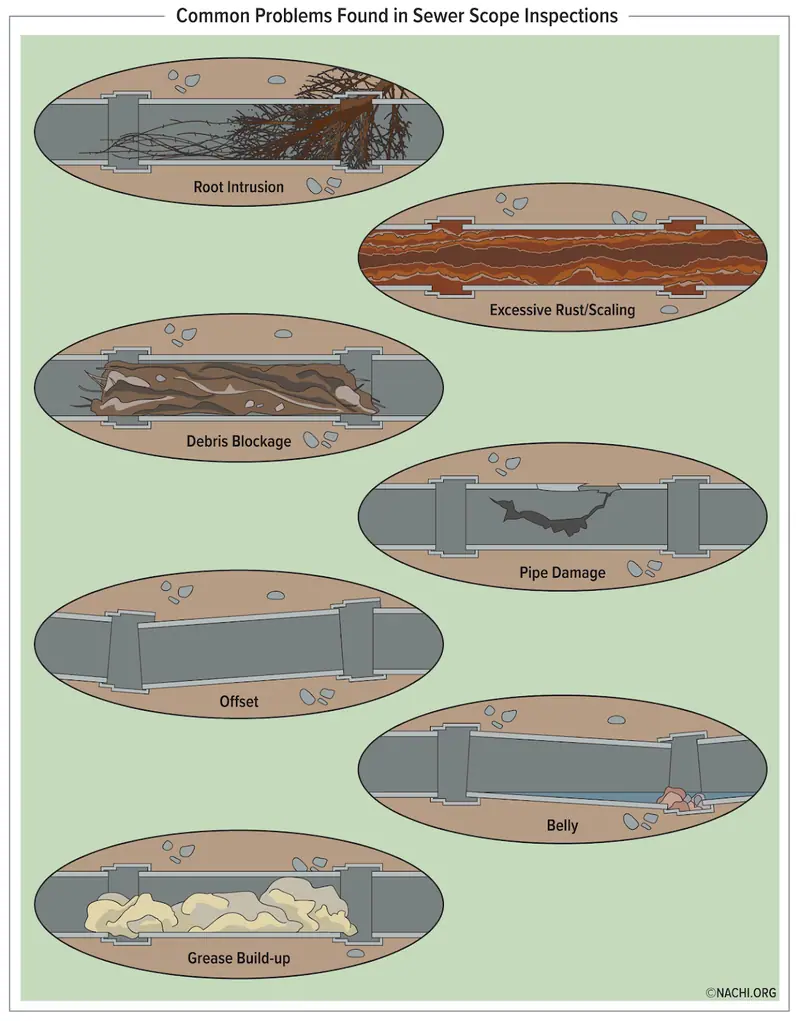 Common Problems Found in Sewer Scope Inspections
Root Intrusion
Excessive Rust/Scaling
Debris Blockage
Pipe Damage
Offset
Belly
Grease Build-up
©NACHI.ORG